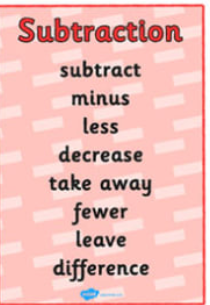 Subtraction
subtract
minus
less
decrease
take away
fewer
leave
difference